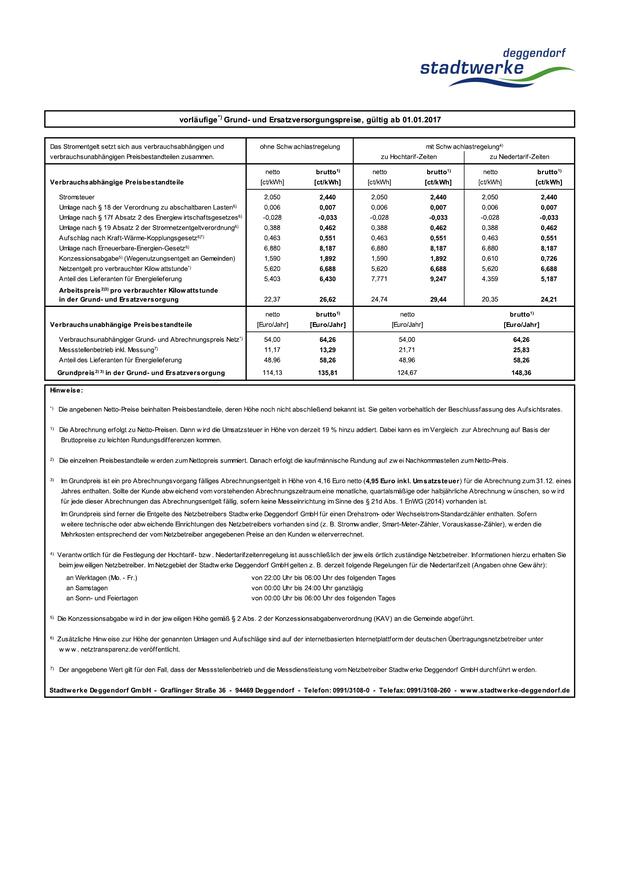 deggendorf
stadtwerke
vorläufige*) Grund- und Ersatzversorgungspreise, gültig ab 01.01.2017
Das Stromentgelt setzt sich aus verbrauchsabhängigen und verbrauchsunabhängigen Preisbestandteilen zusammen.
ohne Schwachlastregelung
mit Schwachlastregelung4)
zu Hochtarif-Zeiten zu Niedertarif-Zeiten
netto brutto1) netto brutto1) netto brutto1)
Verbrauchsabhängige Preisbestandteile [ct/kWh] [ct/kWh] [ct/kWh] [ct/kWh] [ct/kWh] [ct/kWh]
Stromsteuer 2,050 2,440 2,050 2,440 2,050 2,440
Umlage nach § 18 der Verordnung zu abschaltbaren Lasten6) 0,006 0,007 0,006 0,007 0,006 0,007
Umlage nach § 17f Absatz 2 des Energiewirtschaftsgesetzes6) -0,028 -0,033 -0,028 -0,033 -0,028 -0,033
Umlage nach § 19 Absatz 2 der Stromnetzentgeltverordnung6) 0,388 0,462 0,388 0,462 0,388 0,462
Aufschlag nach Kraft-Wärme-Kopplungsgesetz6)*) 0,463 0,551 0,463 0,551 0,463 0,551
Umlage nach Erneuerbare-Energien-Gesetz6) 6,880 8,187 6,880 8,187 6,880 8,187
Konzessionsabgabe5) (Wegenutzungsentgelt an Gemeinden) 1,590 1,892 1,590 1,892 0,610 0,726
Netzentgelt pro verbrauchter Kilowattstunde*) 5,620 6,688 5,620 6,688 5,620 6,688
Anteil des Lieferanten für Energielieferung 5,403 6,430 7,771 9,247 4,359 5,187
Arbeitspreis2)3) pro verbrauchter Kilowattstunde
in der Grund- und Ersatzversorgung 22,37 26,62 24,74 29,44 20,35 24,21
netto brutto1) netto brutto1)
Verbrauchsunabhängige Preisbestandteile [Euro/Jahr] [Euro/Jahr] [Euro/Jahr] [Euro/Jahr]
Verbrauchsunabhängiger Grund- und Abrechnungspreis Netz*) 54,00 64,26 54,00 64,26
Messstellenbetrieb inkl. Messung7) 11,17 13,29 21,71 25,83
Anteil des Lieferanten für Energielieferung 48,96 58,26 48,96 58,26
Grundpreis2) 3) in der Grund- und Ersatzversorgung 114,13 135,81 124,67 148,36
Hinweise:
*) Die angebenen Netto-Preise beinhalten Preisbestandteile, deren Höhe noch nicht abschließend bekannt ist. Sie gelten vorbehaltlich der Beschlussfassung des Aufsichtsrates.
1) Die Abrechnung erfolgt zu Netto-Preisen. Dann wird die Umsatzsteuer in Höhe von derzeit 19 % hinzu addiert. Dabei kann es im Vergleich zur Abrechnung auf Basis der
Bruttopreise zu leichten Rundungsdifferenzen kommen.
2) Die einzelnen Preisbestandteile werden zum Nettopreis summiert. Danach erfolgt die kaufmännische Rundung auf zwei Nachkommastellen zum Netto-Preis.
3) Im Grundpreis ist ein pro Abrechnungsvorgang fälliges Abrechnungsentgelt in Höhe von 4,16 Euro netto (4,95 Euro inkl. Umsatzsteuer) für die Abrechnung zum 31.12. eines
Jahres enthalten. Sollte der Kunde abweichend vom vorstehenden Abrechnungszeitraum eine monatliche, quartalsmäßige oder halbjährliche Abrechnung wünschen, so wird
für jede dieser Abrechnungen das Abrechnungsentgelt fällig, sofern keine Messeinrichtung im Sinne des § 21d Abs. 1 EnWG (2014) vorhanden ist.
Im Grundpreis sind ferner die Entgelte des Netzbetreibers Stadtwerke Deggendorf GmbH für einen Drehstrom- oder Wechselstrom-Standardzähler enthalten. Sofern
weitere technische oder abweichende Einrichtungen des Netzbetreibers vorhanden sind (z. B. Stromwandler, Smart-Meter-Zähler, Vorauskasse-Zähler), werden die
Mehrkosten entsprechend der vom Netzbetreiber angegebenen Preise an den Kunden weiterverrechnet.
4) Verantwortlich für die Festlegung der Hochtarif- bzw. Niedertarifzeitenregelung ist ausschließlich der jeweils örtlich zuständige Netzbetreiber. Informationen hierzu erhalten Sie
beim jeweiligen Netzbetreiber. Im Netzgebiet der Stadtwerke Deggendorf GmbH gelten z. B. derzeit folgende Regelungen für die Niedertarifzeit (Angaben ohne Gewähr):
an Werktagen (Mo. - Fr.) von 22:00 Uhr bis 06:00 Uhr des folgenden Tages
an Samstagen von 00:00 Uhr bis 24:00 Uhr ganztägig
an Sonn- und Feiertagen von 00:00 Uhr bis 06:00 Uhr des folgenden Tages
5) Die Konzessionsabgabe wird in der jeweiligen Höhe gemäß § 2 Abs. 2 der Konzessionsabgabenverordnung (KAV) an die Gemeinde abgeführt.
6) Zusätzliche Hinweise zur Höhe der genannten Umlagen und Aufschläge sind auf der internetbasierten Internetplattform der deutschen Übertragungsnetzbetreiber unter
www.netztransparenz.de veröffentlicht.
7) Der angegebene Wert gilt für den Fall, dass der Messstellenbetrieb und die Messdienstleistung vom Netzbetreiber Stadtwerke Deggendorf GmbH durchführt werden.
Stadtwerke Deggendorf GmbH - Graflinger Straße 36 - 94469 Deggendorf - Telefon: 0991/3108-0 - Telefax: 0991/3108-260 - www.stadtwerke-deggendorf.de